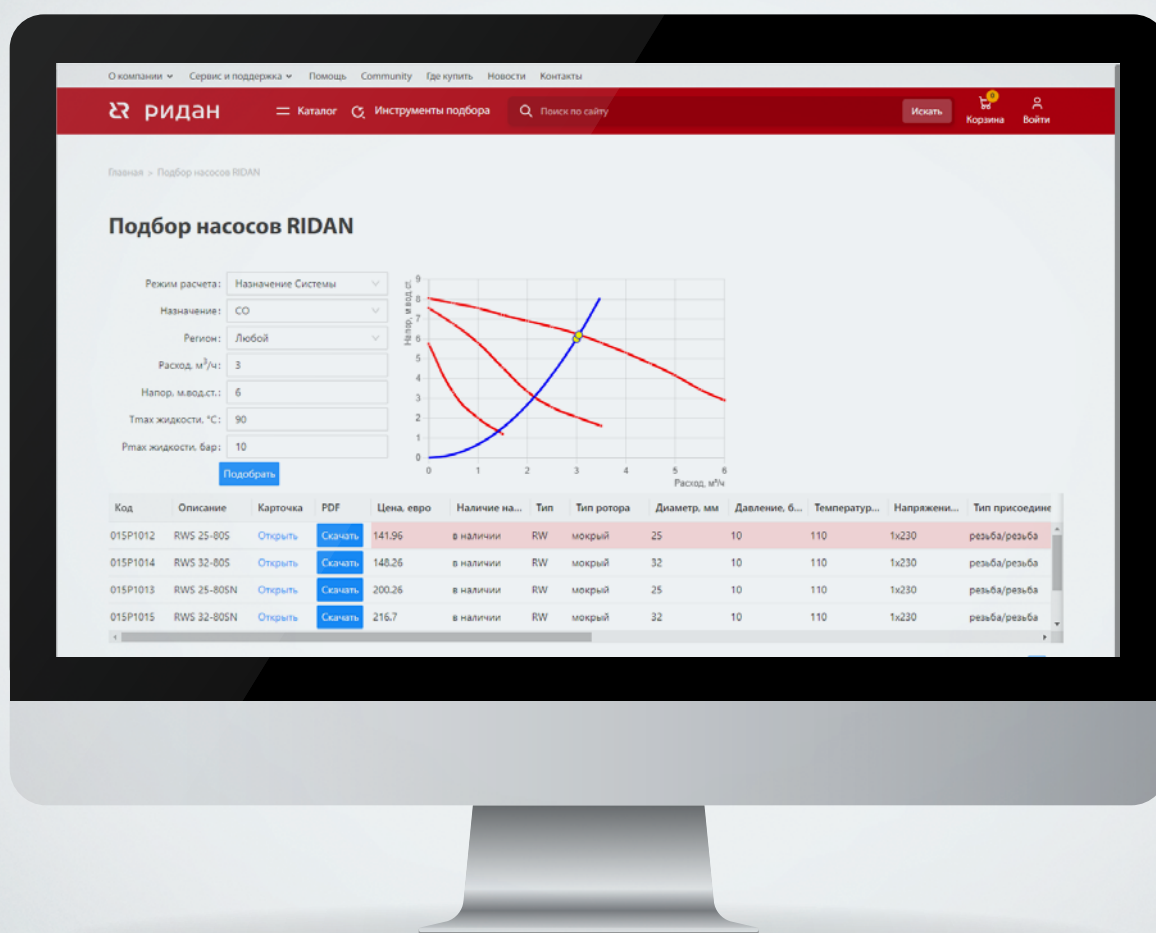 О компании Сервис и поддержка Помощь Community Где купить Новости Контакты
ридан Каталог Инструменты подбора Поиск по сайту Искать 0 Корзина Войти
Главная > Подбор насосов RIDAN
Подбор насосов RIDAN
Режим расчета: Назначение Системы
Назначение: СО
Регион: Любой
Расход, м³/ч: 3
Напор, м.вод.ст.: 6
Тmax жидкости, °С: 90
Pmax жидкости, бар: 10
Подобрать
Напор, м.вод.ст.
9
8
7
6
5
4
3
2
1
0
0 1 2 3 4 5 6
Расход, м³/ч
Код Описание Карточка PDF Цена, евро Наличие на... Тип Тип ротора Диаметр, мм Давление, б... Температур... Напряжени... Тип присоедине
015P1012 RWS 25-80S Открыть Скачать 141.96 в наличии RW мокрый 25 10 110 1x230 резьба/резьба
015P1014 RWS 32-80S Открыть Скачать 148.26 в наличии RW мокрый 32 10 110 1x230 резьба/резьба
015P1013 RWS 25-80SN Открыть Скачать 200.26 в наличии RW мокрый 25 10 110 1x230 резьба/резьба
015P1015 RWS 32-80SN Открыть Скачать 216.7 в наличии RW мокрый 32 10 110 1x230 резьба/резьба